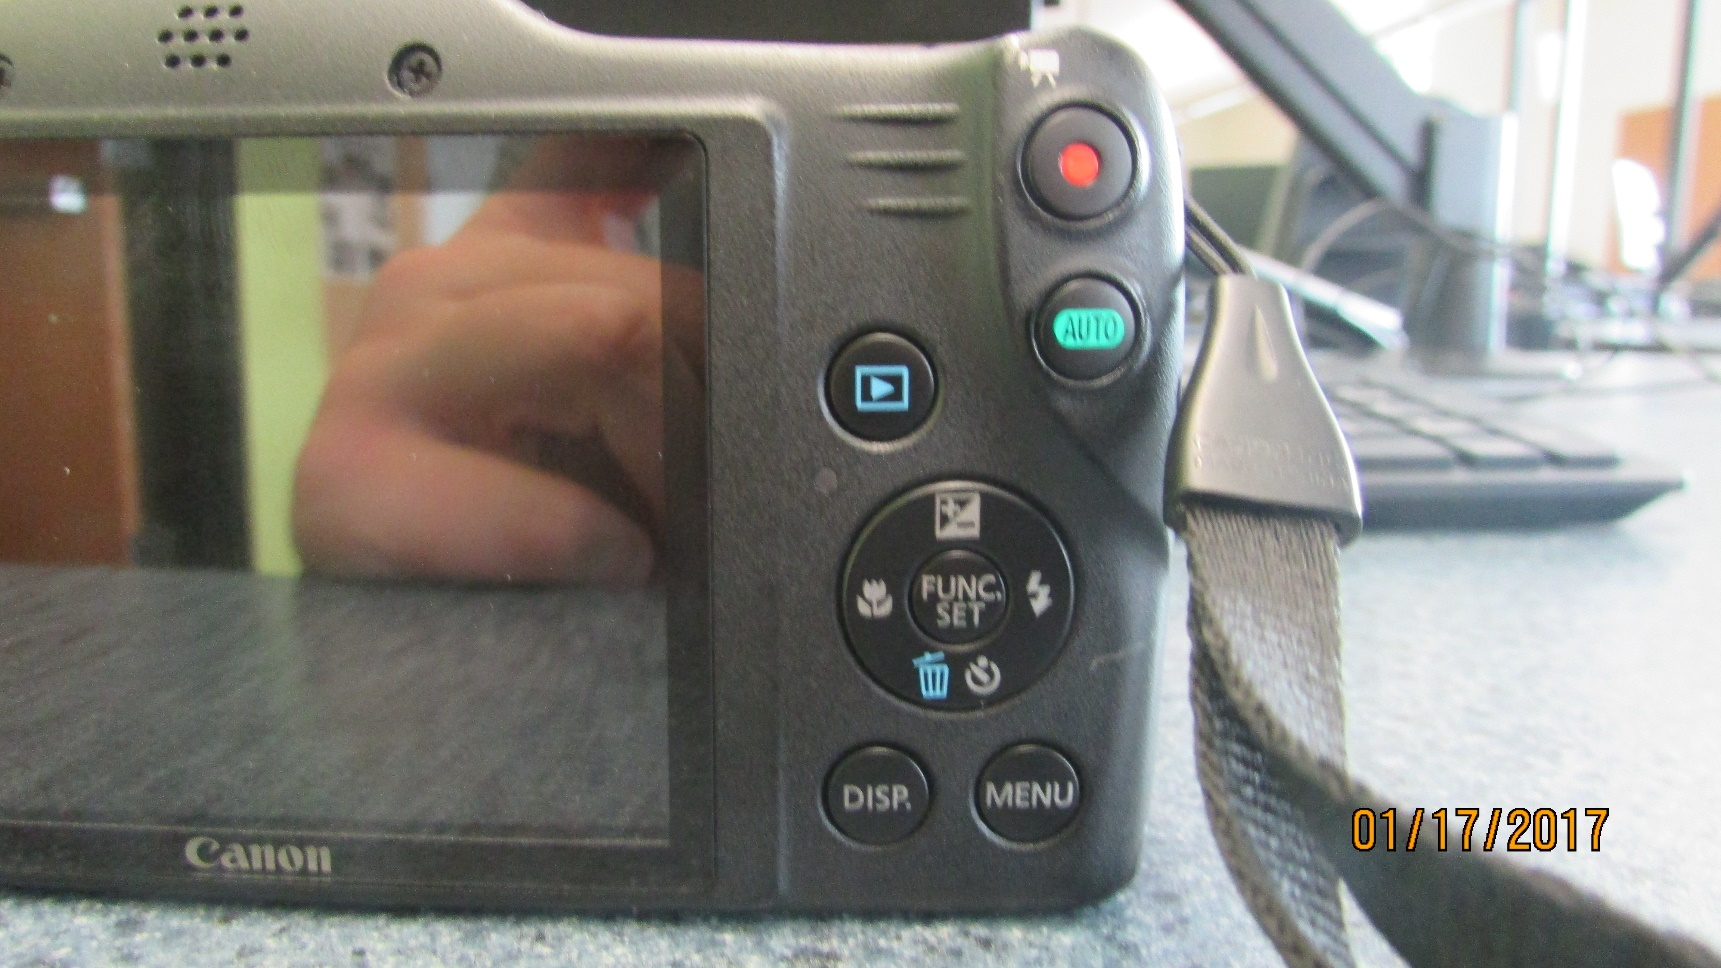 AUTO
FUNC.
SET
DISP.
MENU
Canon
01/17/2017